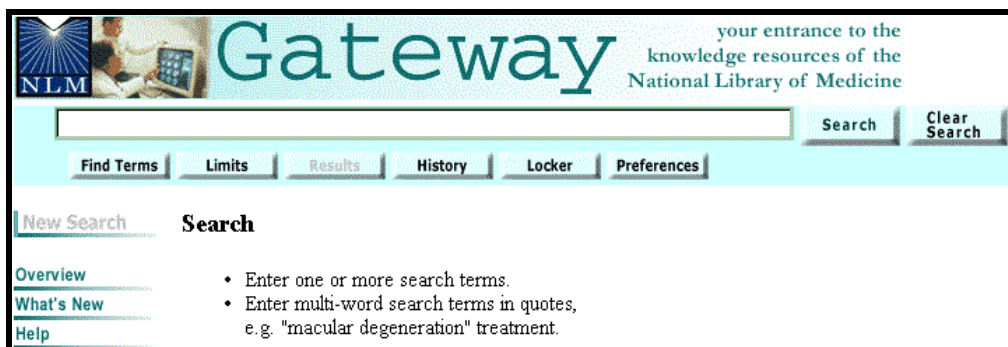 NLM
Gateway
your entrance to the
knowledge resources of the
National Library of Medicine
Search
Clear
Search
Find Terms
Limits
Results
History
Locker
Preferences
New Search
Search
Overview
What's New
Help
• Enter one or more search terms.
• Enter multi-word search terms in quotes,
e.g. "macular degeneration" treatment.